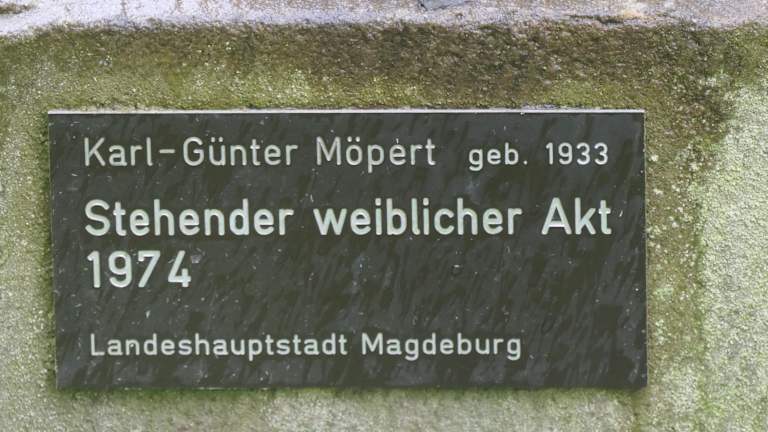 Karl-Günter Möpert geb. 1933
Stehender weiblicher Akt
1974
Landeshauptstadt Magdeburg